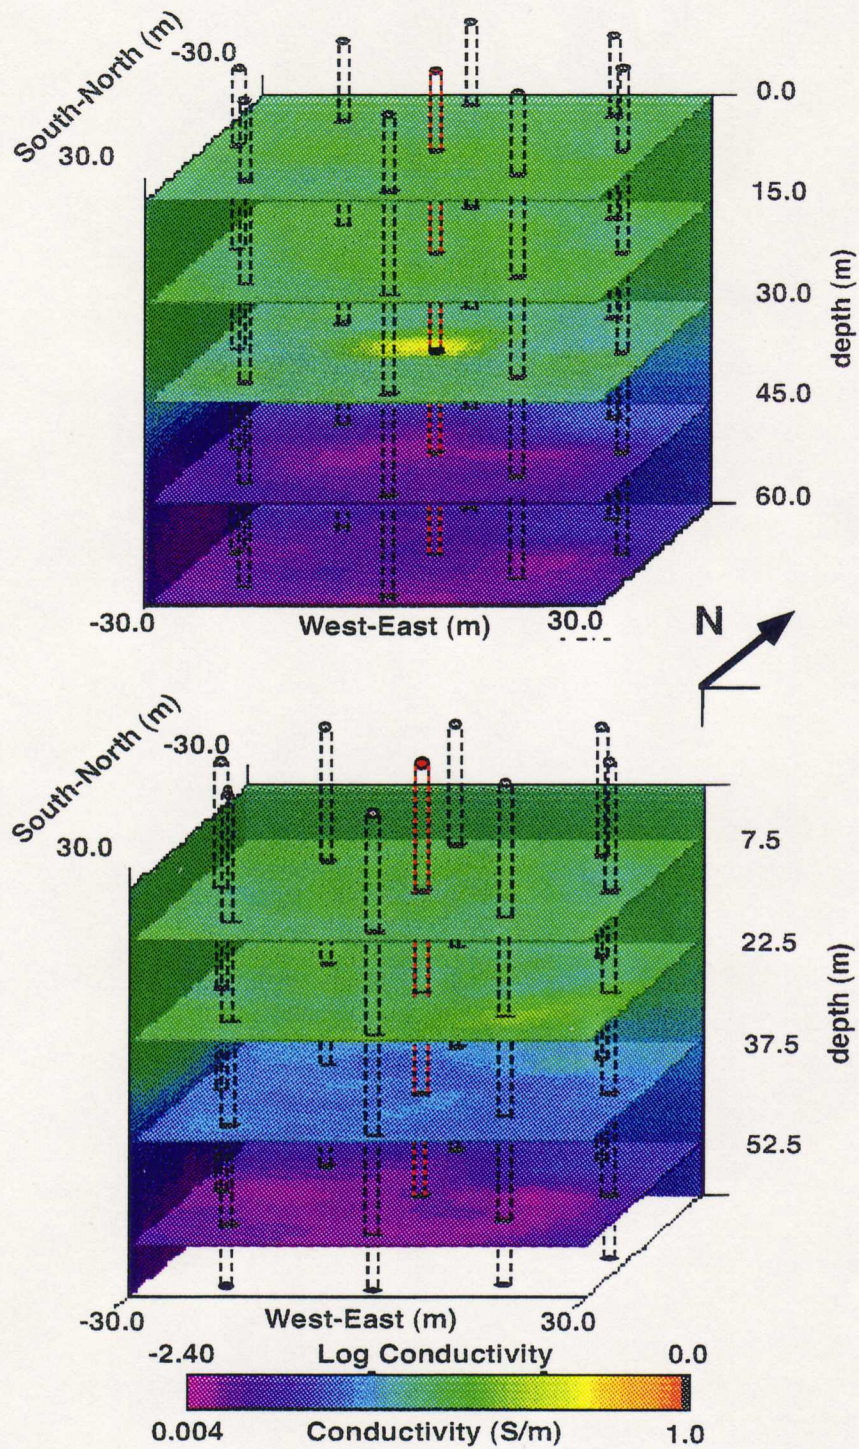 South-North (m)
-30.0
30.0
0.0
15.0
30.0
45.0
60.0
depth (m)
-30.0
West-East (m)
30.0
N
South-North (m)
-30.0
30.0
7.5
22.5
37.5
52.5
depth (m)
-30.0
West-East (m)
30.0
-2.40
Log Conductivity
0.0
0.004
Conductivity (S/m)
1.0